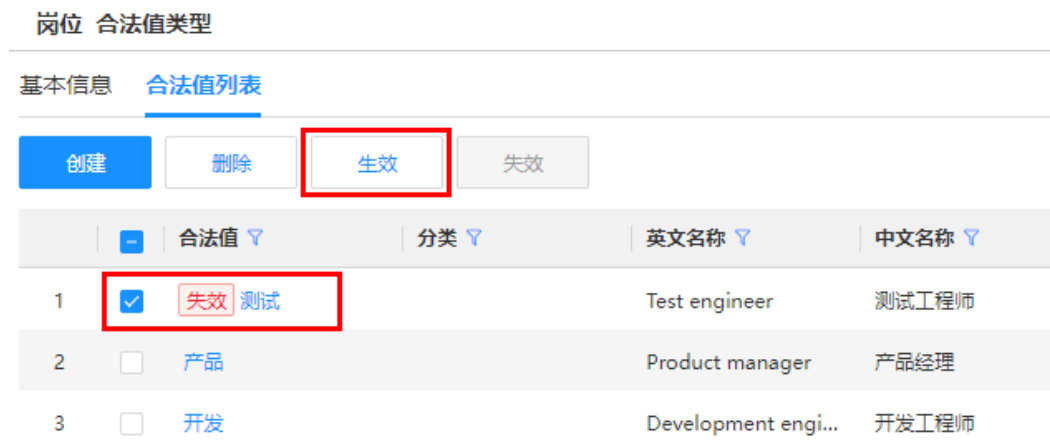 岗位 合法值类型
基本信息 合法值列表
创建 删除 生效 失效
合法值 分类 英文名称 中文名称
1 失效 测试 Test engineer 测试工程师
2 产品 Product manager 产品经理
3 开发 Development engi... 开发工程师